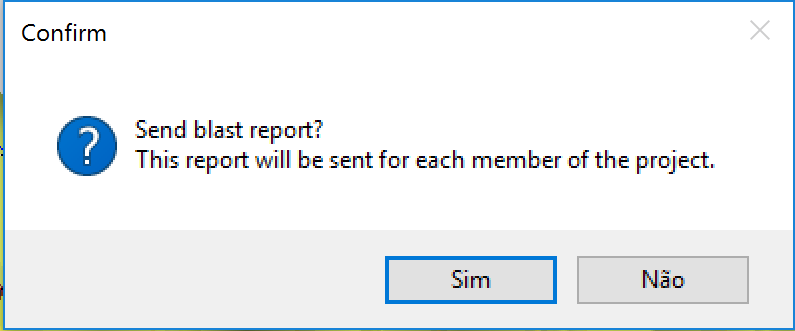 Confirm
Send blast report?
This report will be sent for each member of the project.
Sim
Não